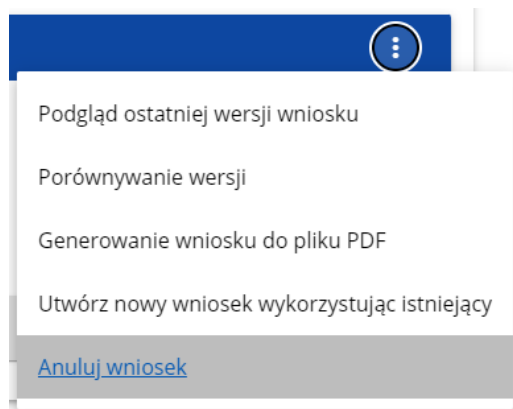 Podgląd ostatniej wersji wniosku
Porównywanie wersji
Generowanie wniosku do pliku PDF
Utwórz nowy wniosek wykorzystując istniejący
Anuluj wniosek